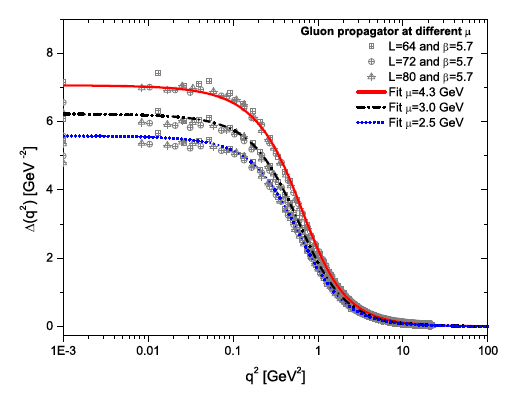 Gluon propagator at different μ
L=64 and β=5.7
L=72 and β=5.7
L=80 and β=5.7
Fit μ=4.3 GeV
Fit μ=3.0 GeV
Fit μ=2.5 GeV
8
6
4
2
0
Δ(q²) [GeV⁻²]
1E-3 0.01 0.1 1 10 100
q² [GeV²]